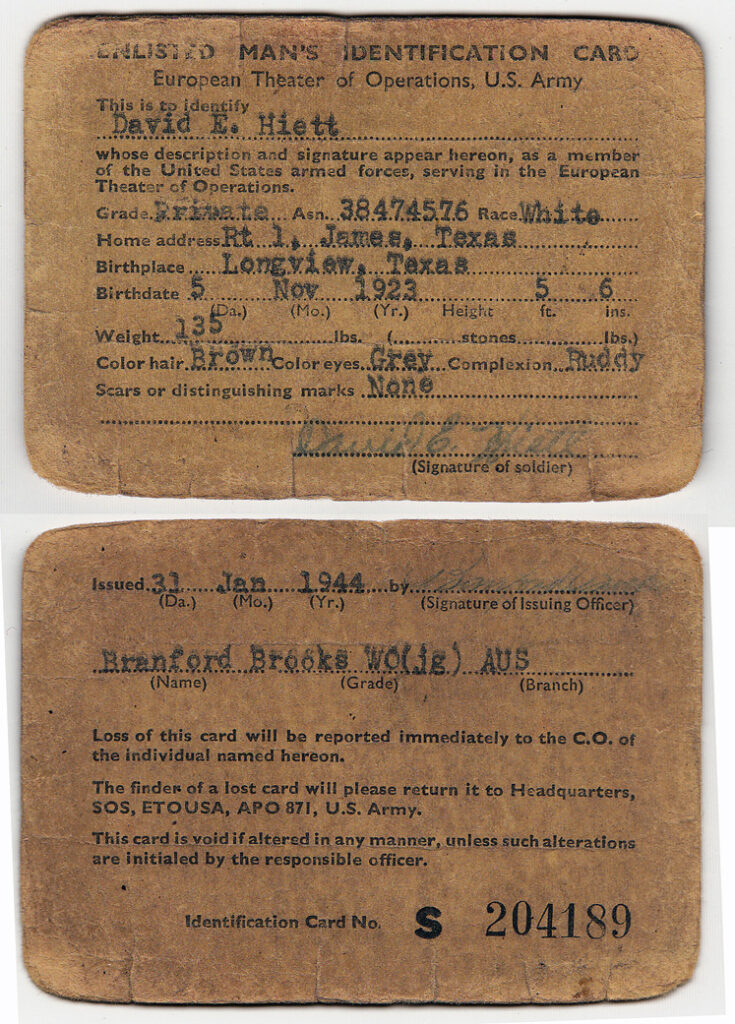 ENLISTED MAN'S IDENTIFICATION CARD
European Theater of Operations, U.S. Army
This is to identify
David E. Hiett
whose description and signature appear hereon, as a member
of the United States armed forces, serving in the European
Theater of Operations.
Grade Private Asn. 38474576 Race White
Home address Rt 1, James, Texas
Birthplace Longview, Texas
Birthdate 5 Nov 1923 5 6
(Da.) (Mo.) (Yr.) Height ft. ins.
Weight 135 lbs. ( stones lbs.)
Color hair Brown Color eyes Grey Complexion Ruddy
Scars or distinguishing marks None
David E. Hiett
(Signature of soldier)
Issued 31 Jan 1944 by
(Da.) (Mo.) (Yr.) (Signature of Issuing Officer)
Branford Brooks WO(jg) AUS
(Name) (Grade) (Branch)
Loss of this card will be reported immediately to the C.O. of
the individual named hereon.
The finder of a lost card will please return it to Headquarters,
SOS, ETOUSA, APO 871, U.S. Army.
This card is void if altered in any manner, unless such alterations
are initialed by the responsible officer.
Identification Card No. S 204189